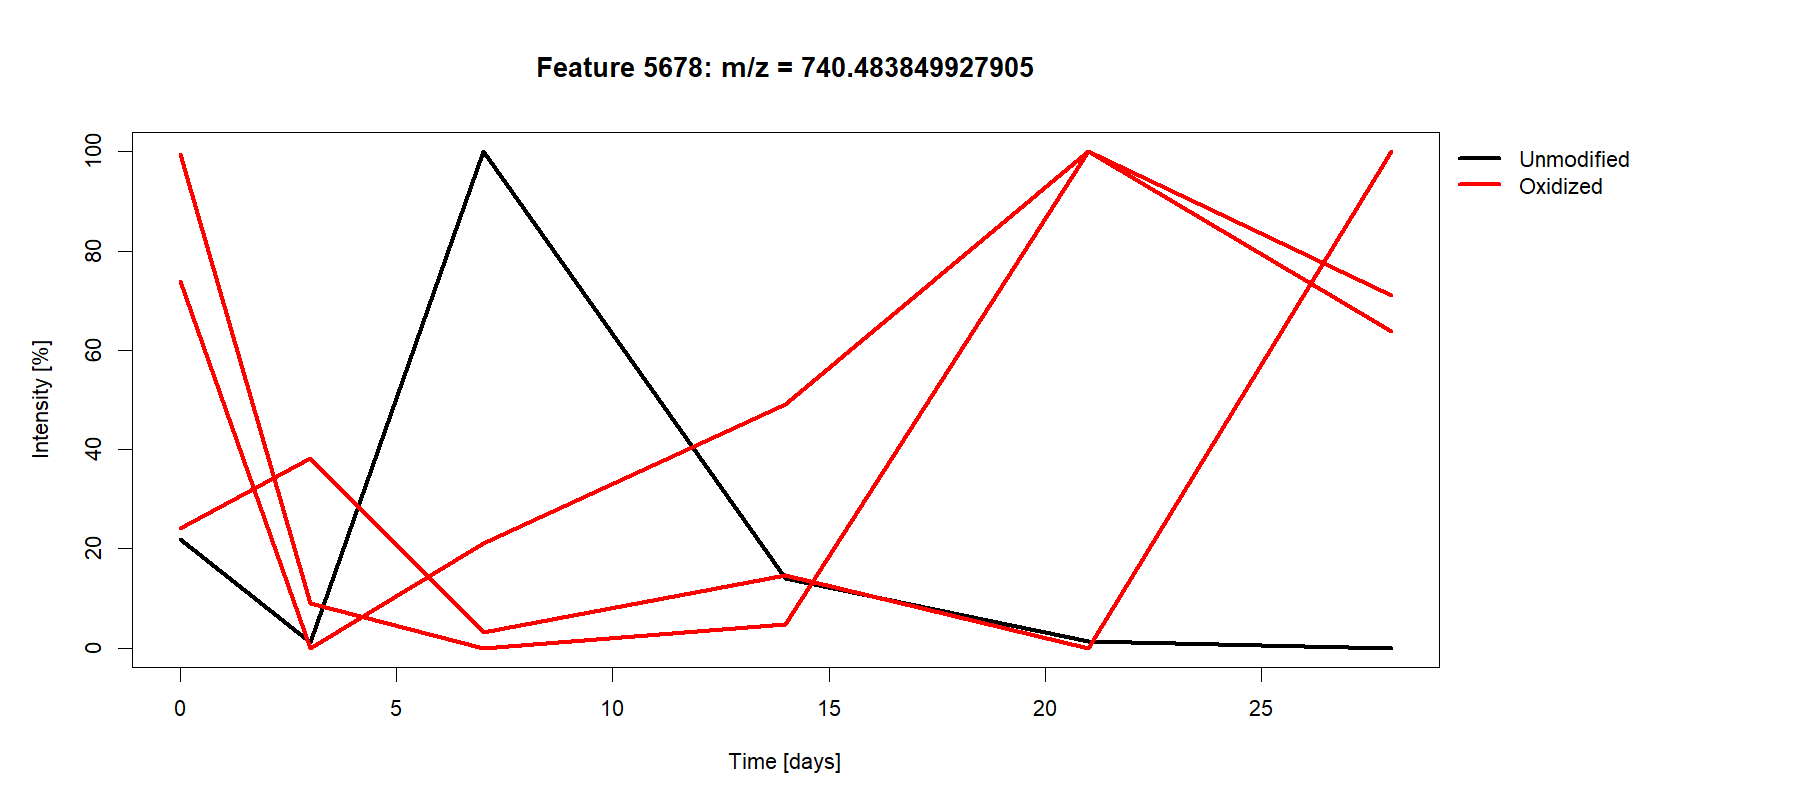 Feature 5678: m/z = 740.483849927905
Unmodified
Oxidized
Intensity [%]
100
80
60
40
20
0
0 5 10 15 20 25
Time [days]